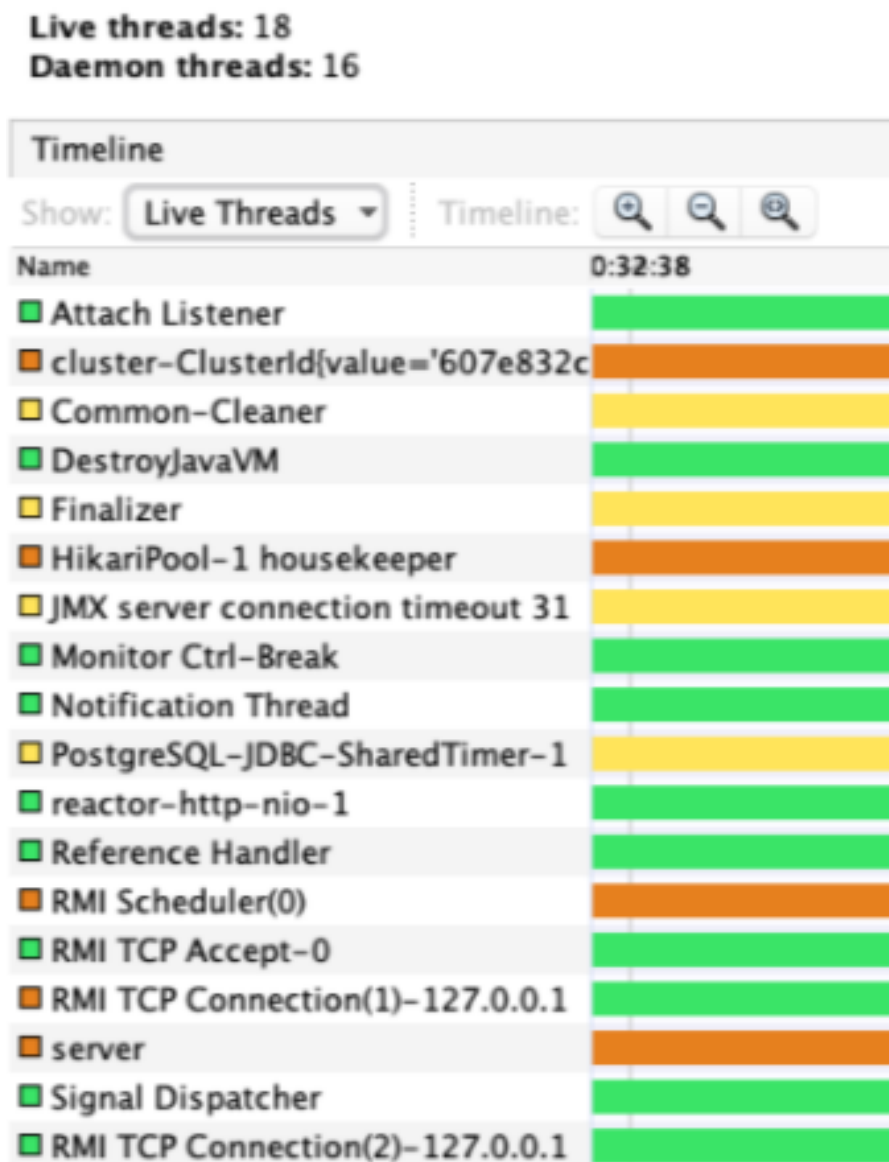 Live threads: 18
Daemon threads: 16
Timeline
Show: Live Threads Timeline:
Name 0:32:38
Attach Listener
cluster-ClusterId{value='607e832c
Common-Cleaner
DestroyJavaVM
Finalizer
HikariPool-1 housekeeper
JMX server connection timeout 31
Monitor Ctrl-Break
Notification Thread
PostgreSQL-JDBC-SharedTimer-1
reactor-http-nio-1
Reference Handler
RMI Scheduler(0)
RMI TCP Accept-0
RMI TCP Connection(1)-127.0.0.1
server
Signal Dispatcher
RMI TCP Connection(2)-127.0.0.1